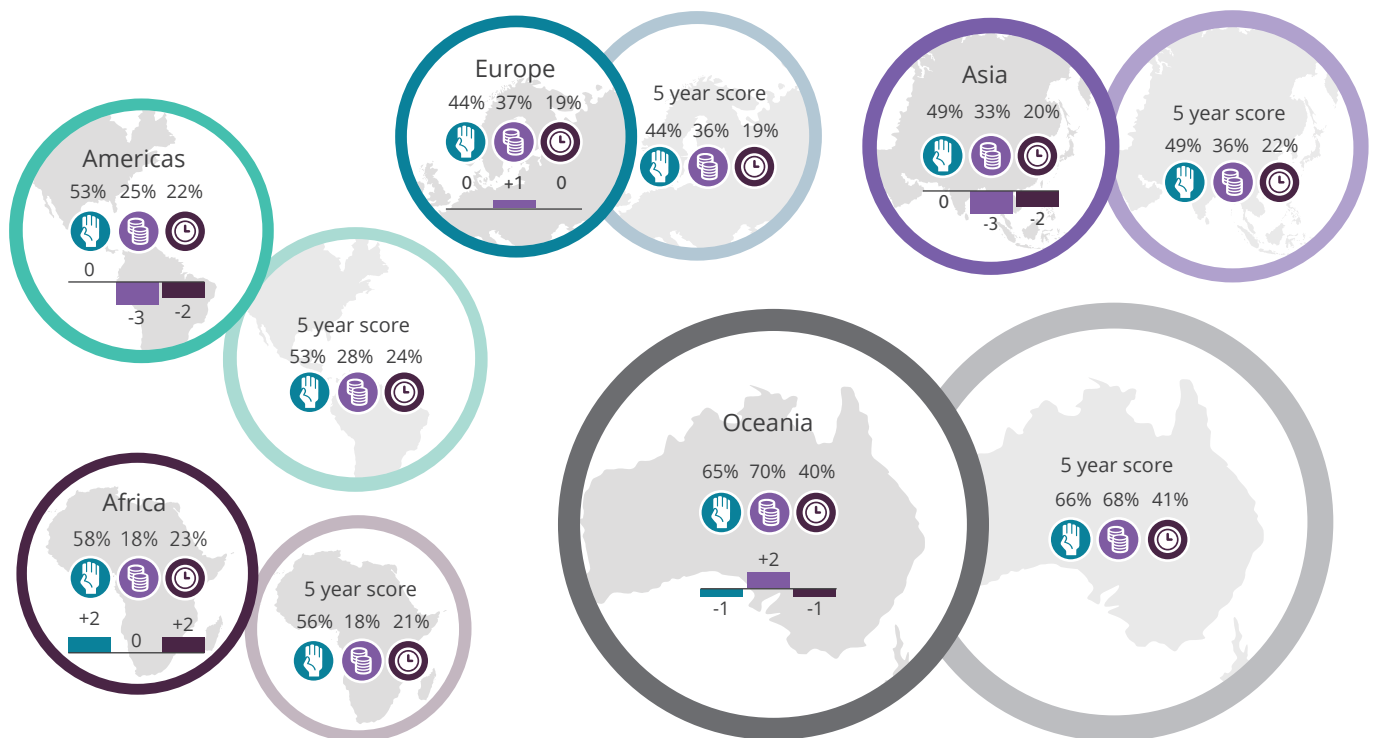 Europe
44% 37% 19%
0 +1 0
5 year score
44% 36% 19%
Asia
49% 33% 20%
0 -3 -2
5 year score
49% 36% 22%
Americas
53% 25% 22%
0
-3 -2
5 year score
53% 28% 24%
Oceania
65% 70% 40%
+2
-1 -1
5 year score
66% 68% 41%
Africa
58% 18% 23%
+2 0 +2
5 year score
56% 18% 21%